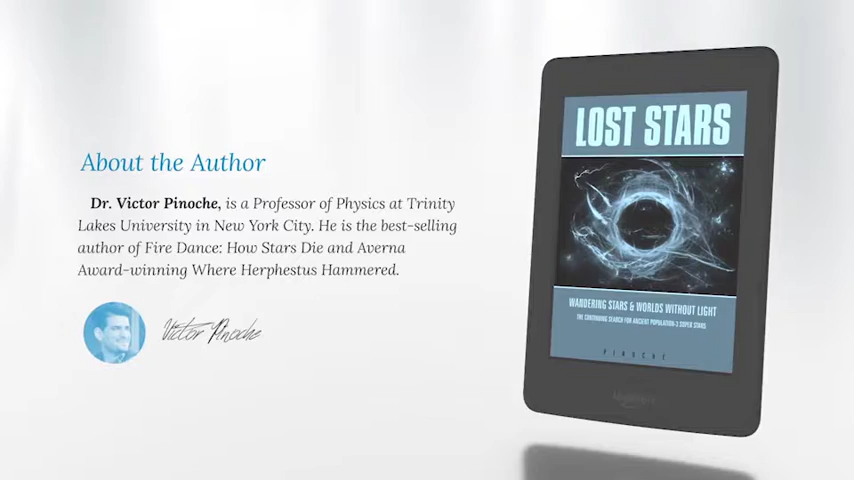 About the Author
Dr. Victor Pinoche, is a Professor of Physics at Trinity
Lakes University in New York City. He is the best-selling
author of Fire Dance: How Stars Die and Averna
Award-winning Where Herphestus Hammered.
Victor Pinoche
LOST STARS
WANDERING STARS & WORLDS WITHOUT LIGHT
THE CONTINUING SEARCH FOR ANCIENT POPULATION-3 SUPER STARS
PINOCHE